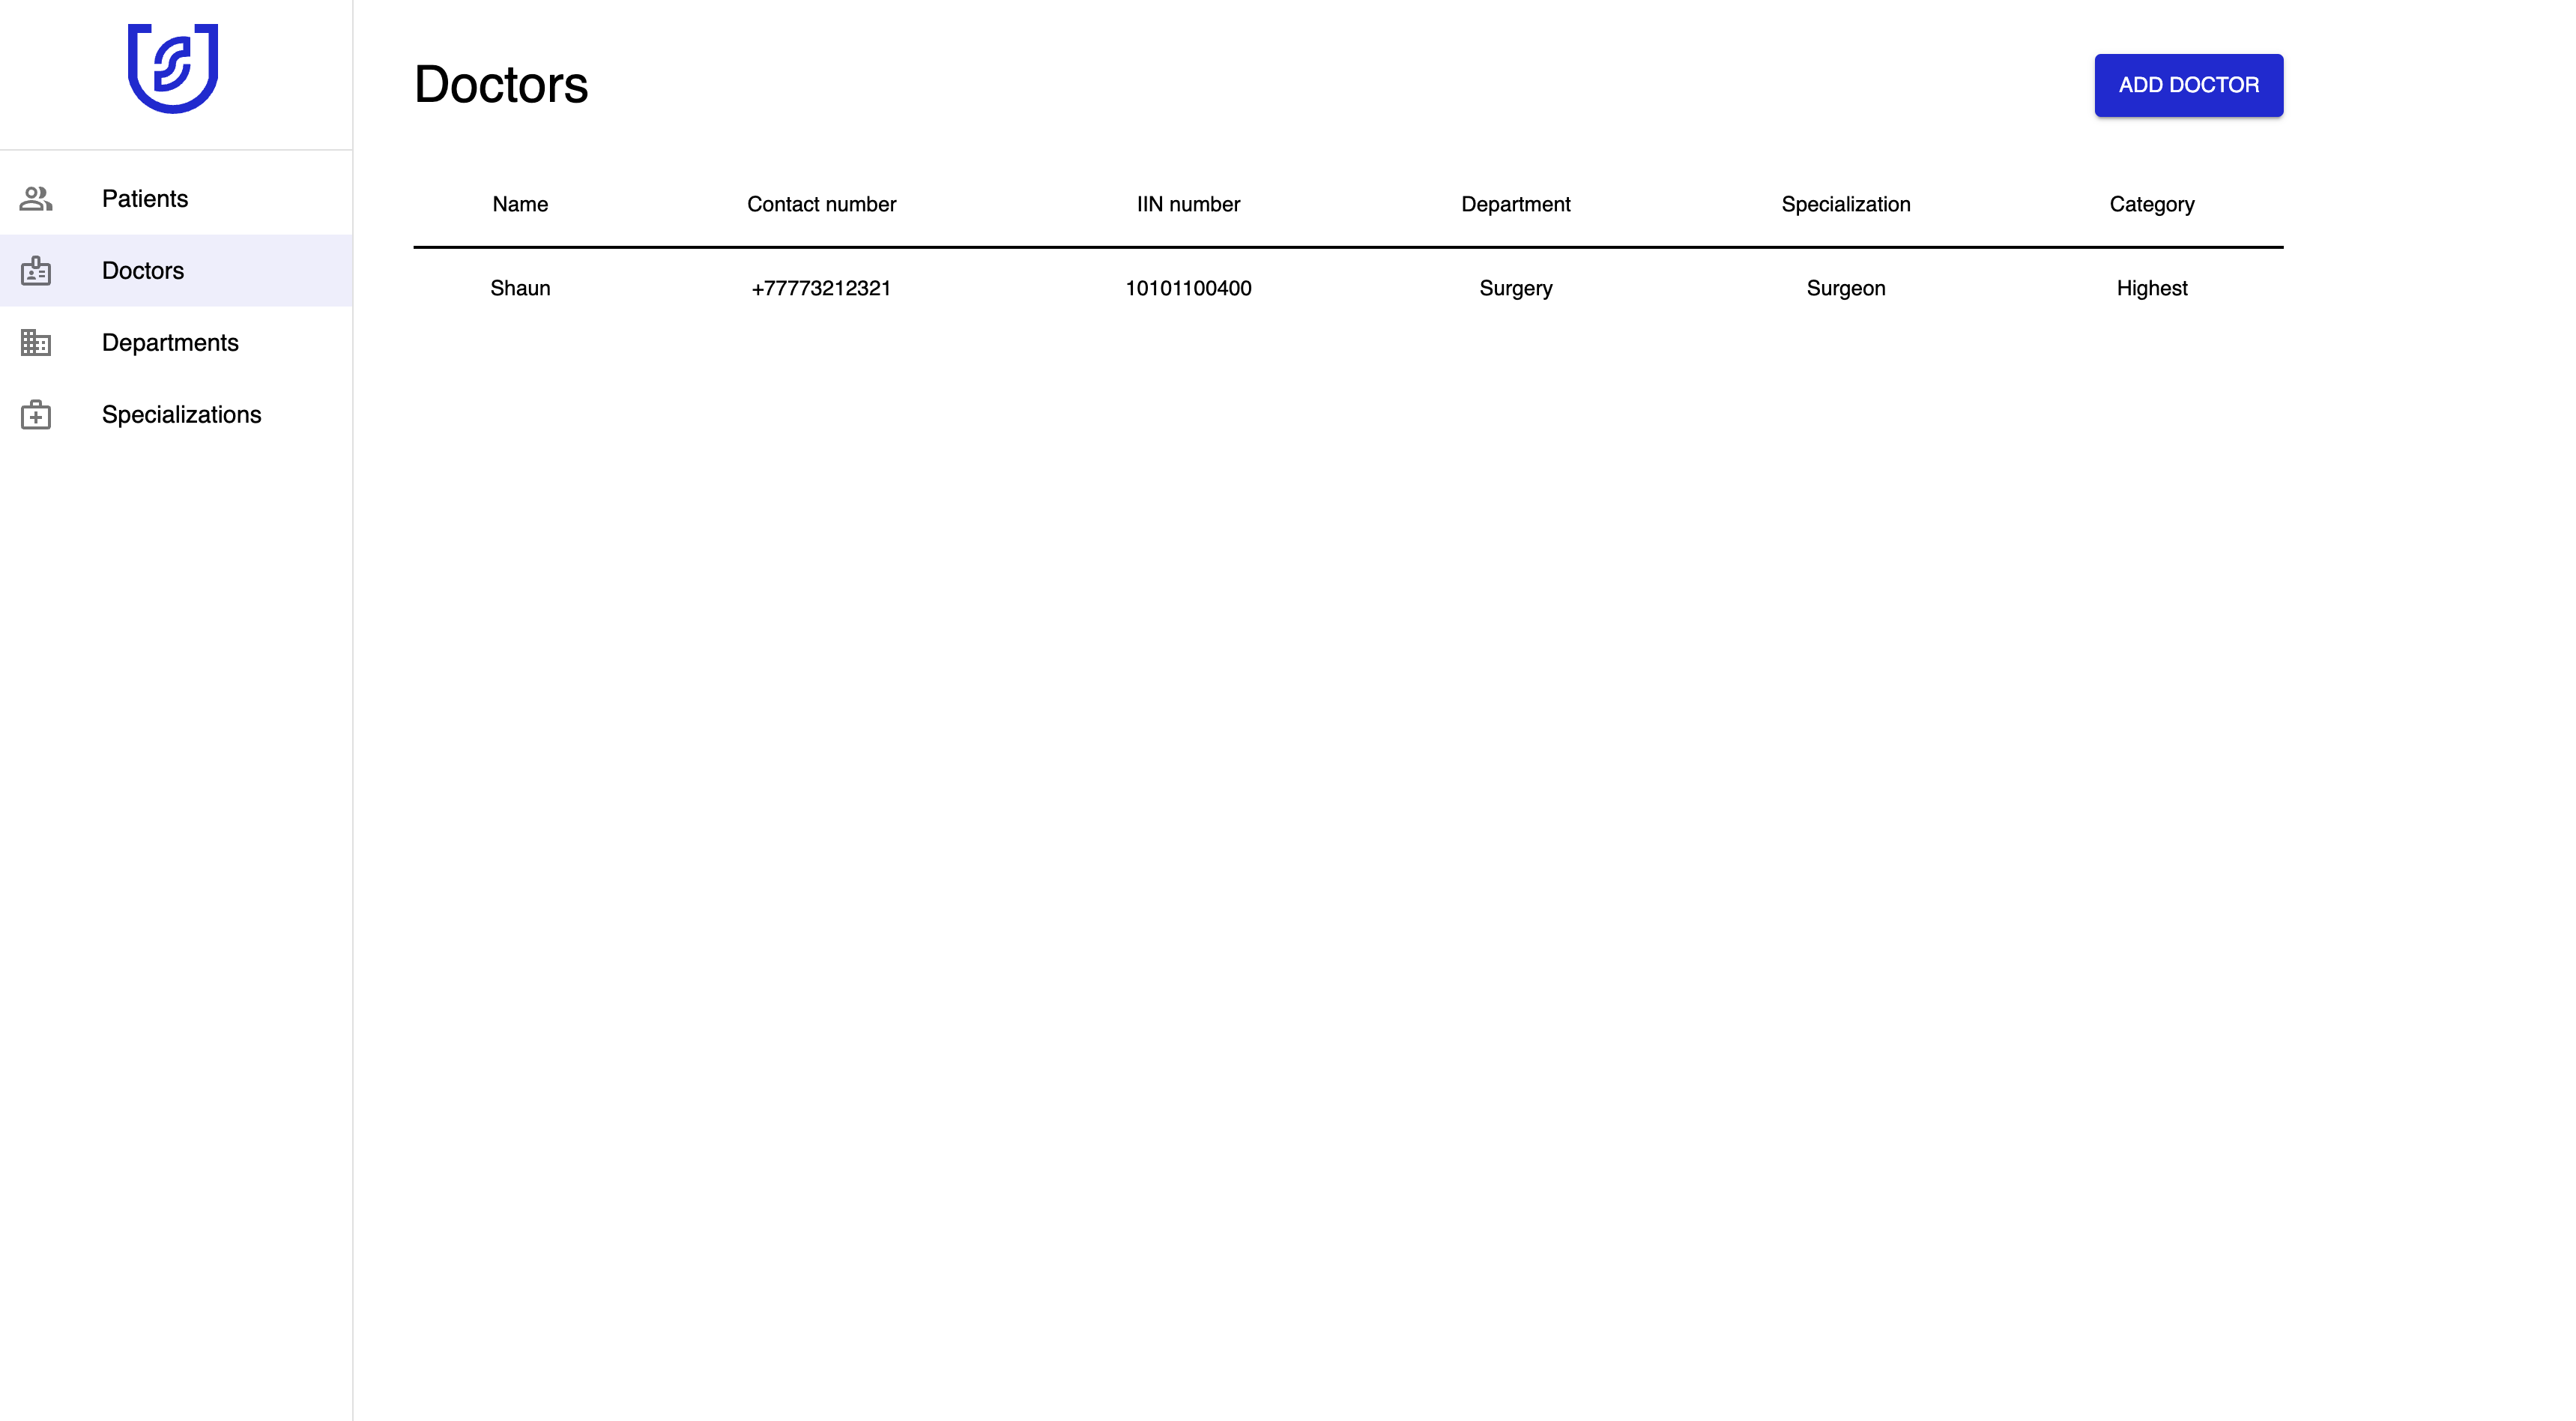 Doctors
ADD DOCTOR
Patients
Doctors
Departments
Specializations
Name Contact number IIN number Department Specialization Category
Shaun +77773212321 10101100400 Surgery Surgeon Highest